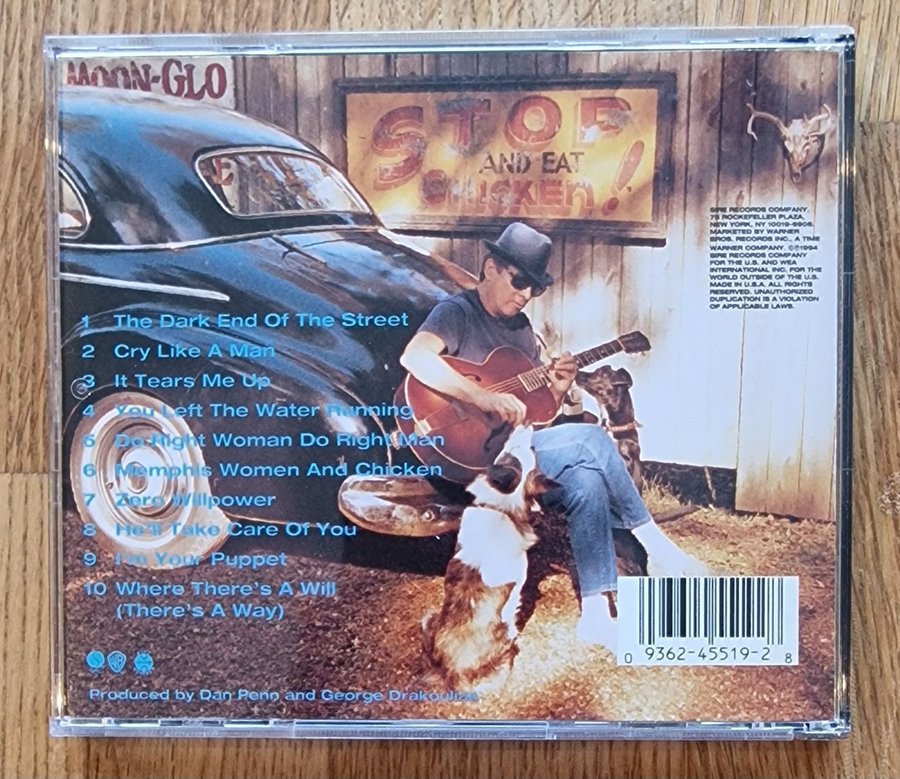 MOON-GLO
STOP
AND EAT
CHICKEN!
SIRE RECORDS COMPANY,
75 ROCKEFELLER PLAZA,
NEW YORK, NY 10019-6908.
MARKETED BY WARNER
BROS. RECORDS INC., A TIME
WARNER COMPANY. ©℗1994
SIRE RECORDS COMPANY
FOR THE U.S. AND WEA
INTERNATIONAL INC. FOR THE
WORLD OUTSIDE OF THE U.S.
MADE IN U.S.A. ALL RIGHTS
RESERVED. UNAUTHORIZED
DUPLICATION IS A VIOLATION
OF APPLICABLE LAWS.
1 The Dark End Of The Street
2 Cry Like A Man
3 It Tears Me Up
4 You Left The Water Running
5 Do Right Woman Do Right Man
6 Memphis Women And Chicken
7 Zero Willpower
8 He'll Take Care Of You
9 I'm Your Puppet
10 Where There's A Will
(There's A Way)
WB
Produced by Dan Penn and George Drakoulias
0 9362-45519-2 8